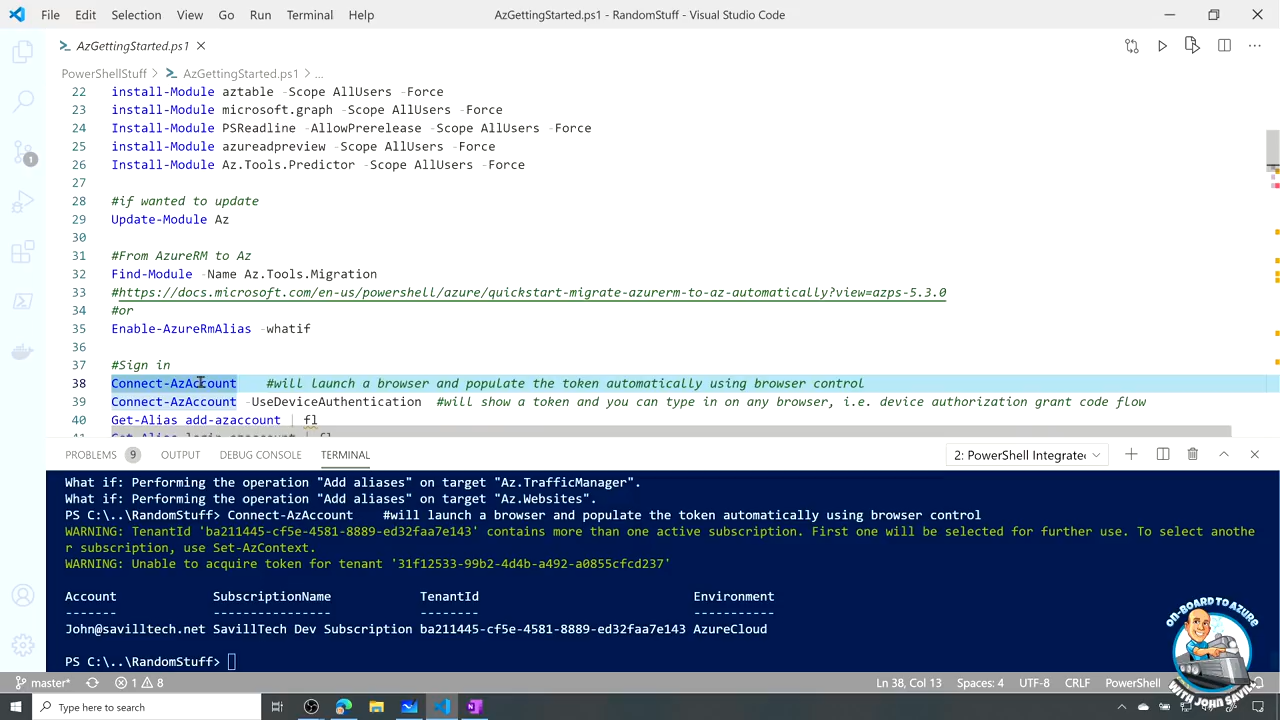 File Edit Selection View Go Run Terminal Help AzGettingStarted.ps1 - RandomStuff - Visual Studio Code
AzGettingStarted.ps1
PowerShellStuff > AzGettingStarted.ps1 > ...
22 install-Module aztable -Scope AllUsers -Force
23 install-Module microsoft.graph -Scope AllUsers -Force
24 Install-Module PSReadline -AllowPrerelease -Scope AllUsers -Force
25 install-Module azureadpreview -Scope AllUsers -Force
26 Install-Module Az.Tools.Predictor -Scope AllUsers -Force
27
28 #if wanted to update
29 Update-Module Az
30
31 #From AzureRM to Az
32 Find-Module -Name Az.Tools.Migration
33 #https://docs.microsoft.com/en-us/powershell/azure/quickstart-migrate-azurerm-to-az-automatically?view=azps-5.3.0
34 #or
35 Enable-AzureRmAlias -whatif
36
37 #Sign in
38 Connect-AzAccount #will launch a browser and populate the token automatically using browser control
39 Connect-AzAccount -UseDeviceAuthentication #will show a token and you can type in on any browser, i.e. device authorization grant code flow
40 Get-Alias add-azaccount | fl
PROBLEMS 9 OUTPUT DEBUG CONSOLE TERMINAL 2: PowerShell Integrate
What if: Performing the operation "Add aliases" on target "Az.TrafficManager".
What if: Performing the operation "Add aliases" on target "Az.Websites".
PS C:\..\RandomStuff> Connect-AzAccount #will launch a browser and populate the token automatically using browser control
WARNING: TenantId 'ba211445-cf5e-4581-8889-ed32faa7e143' contains more than one active subscription. First one will be selected for further use. To select anothe
r subscription, use Set-AzContext.
WARNING: Unable to acquire token for tenant '31f12533-99b2-4d4b-a492-a0855cfcd237'
Account SubscriptionName TenantId Environment
------- ---------------- -------- -----------
John@savilltech.net SavillTech Dev Subscription ba211445-cf5e-4581-8889-ed32faa7e143 AzureCloud
PS C:\..\RandomStuff>
ON-BOARD TO AZURE
WITH JOHN SAVILL
master* 1 8 Ln 38, Col 13 Spaces: 4 UTF-8 CRLF PowerShell
Type here to search